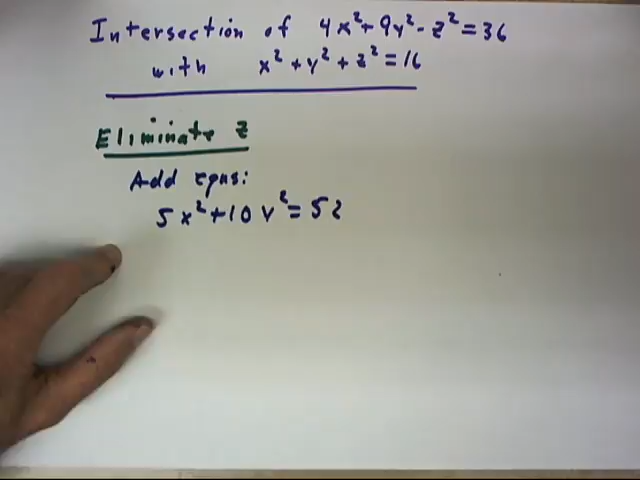 Intersection of 4x²+9y²-z²=36
with x²+y²+z²=16
Eliminate z
Add eqns:
5x²+10y²=52